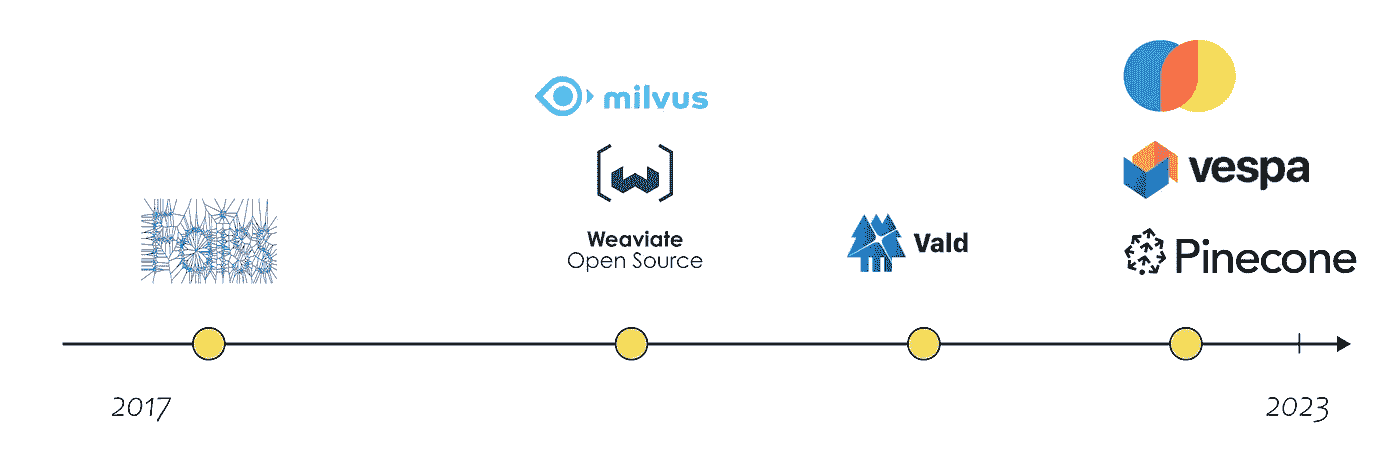 milvus
Weaviate
Open Source
Faiss
Vald
vespa
Pinecone
2017
2023